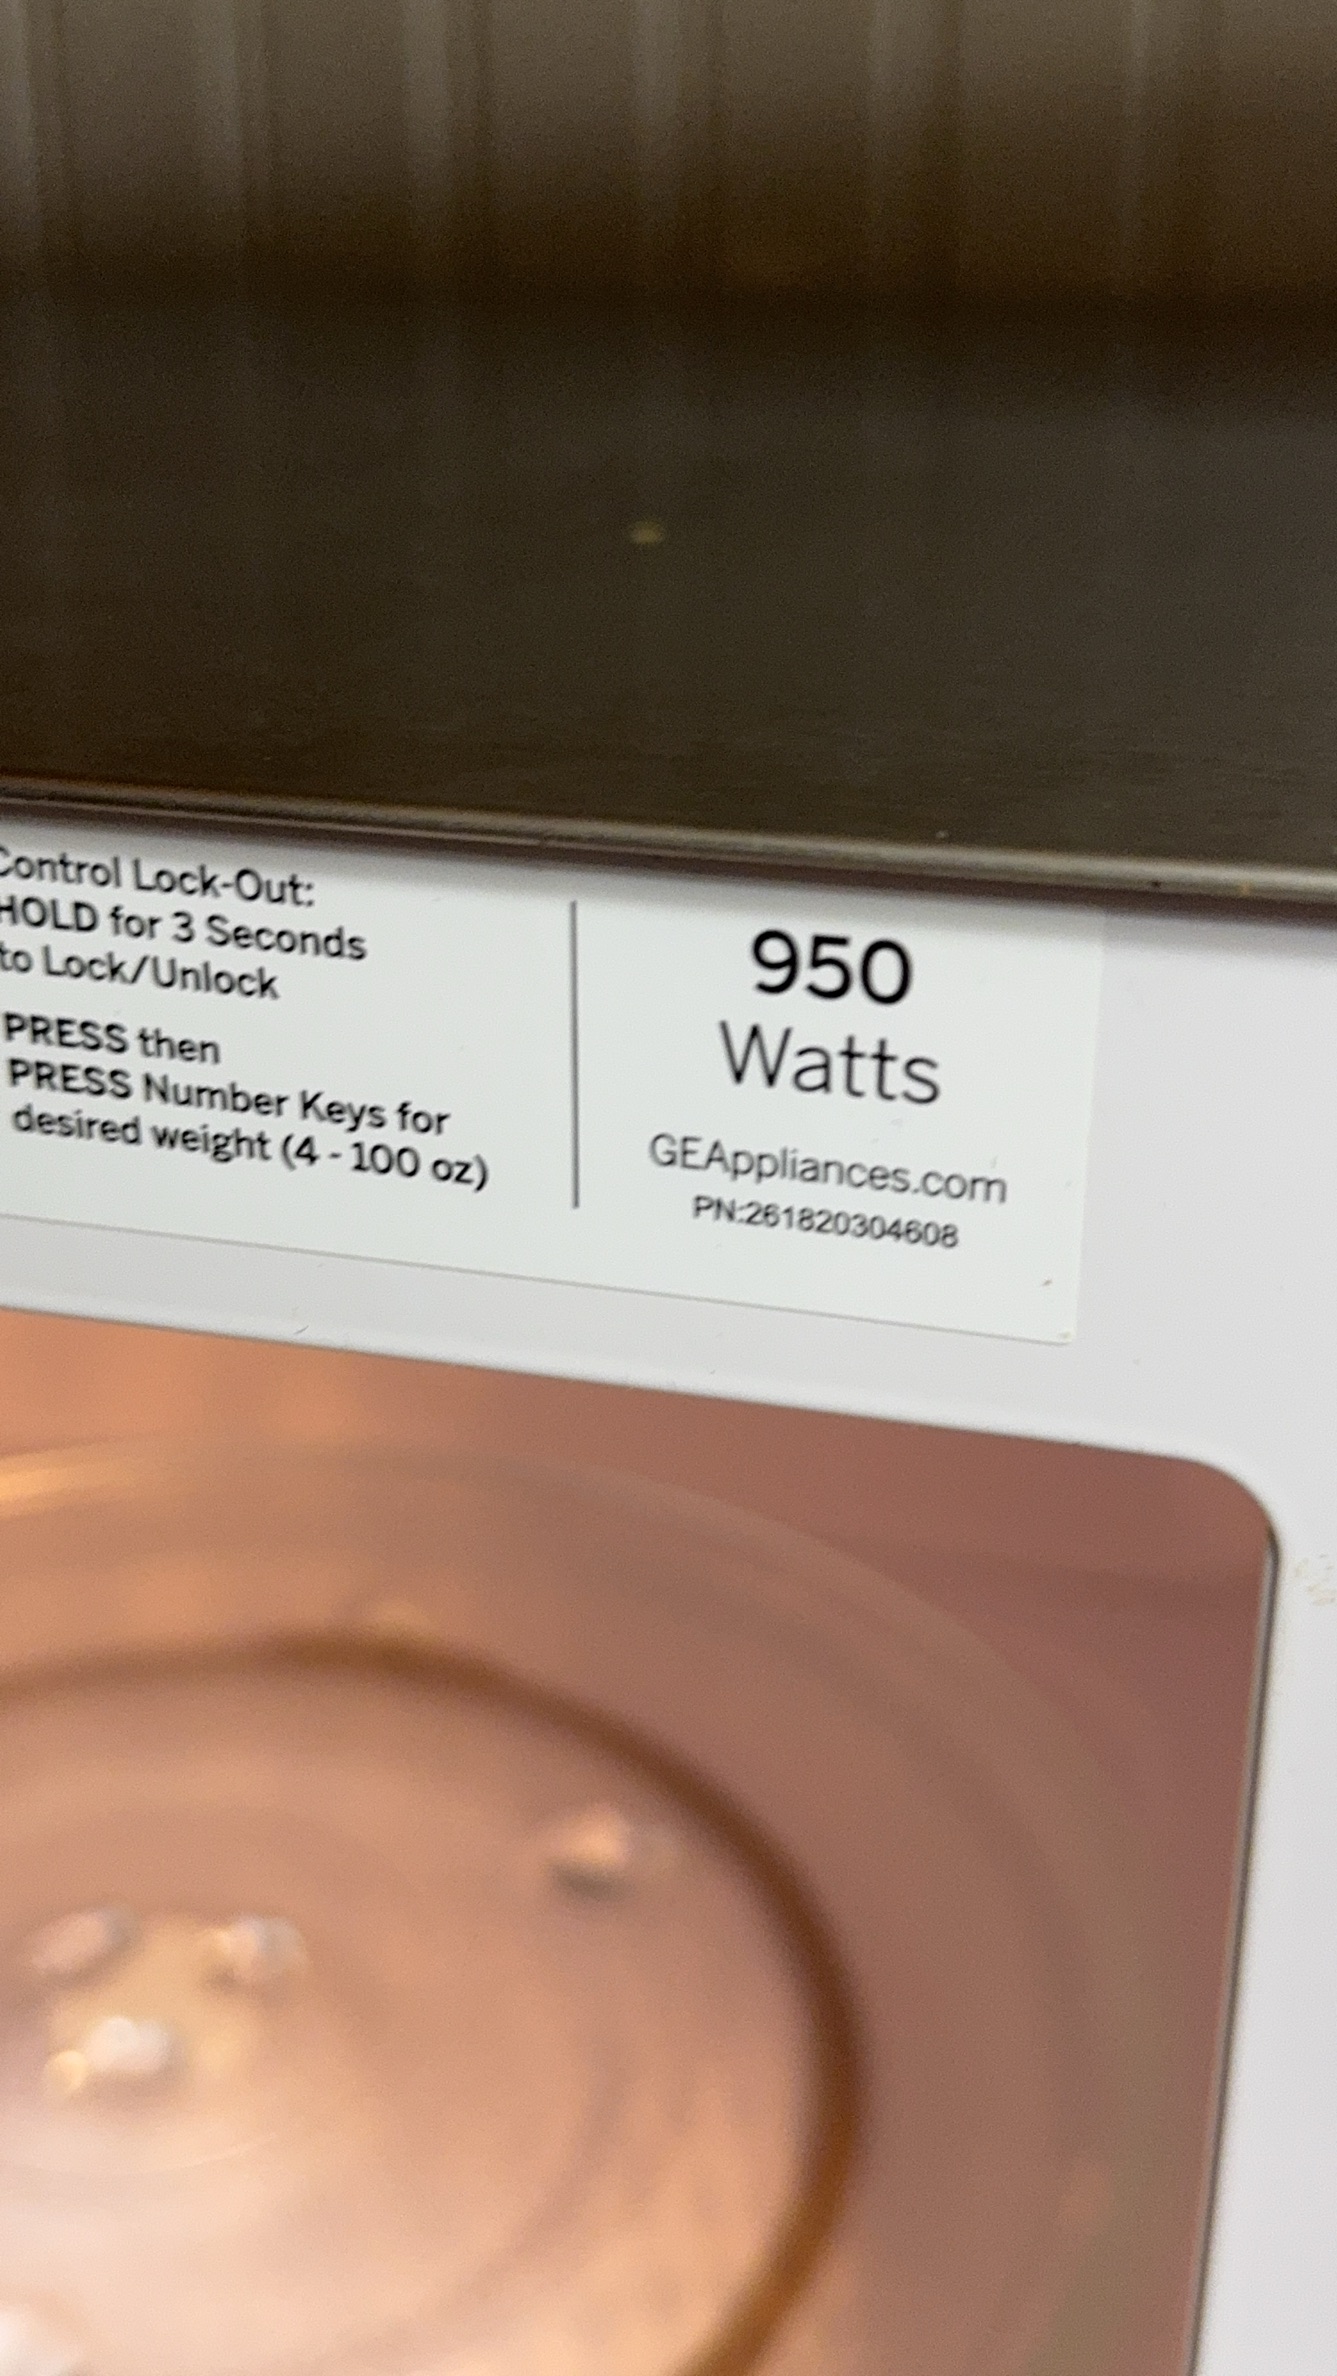 Control Lock-Out:
HOLD for 3 Seconds
to Lock/Unlock
PRESS then
PRESS Number Keys for
desired weight (4 - 100 oz)
950
Watts
GEAppliances.com
PN:261820304608